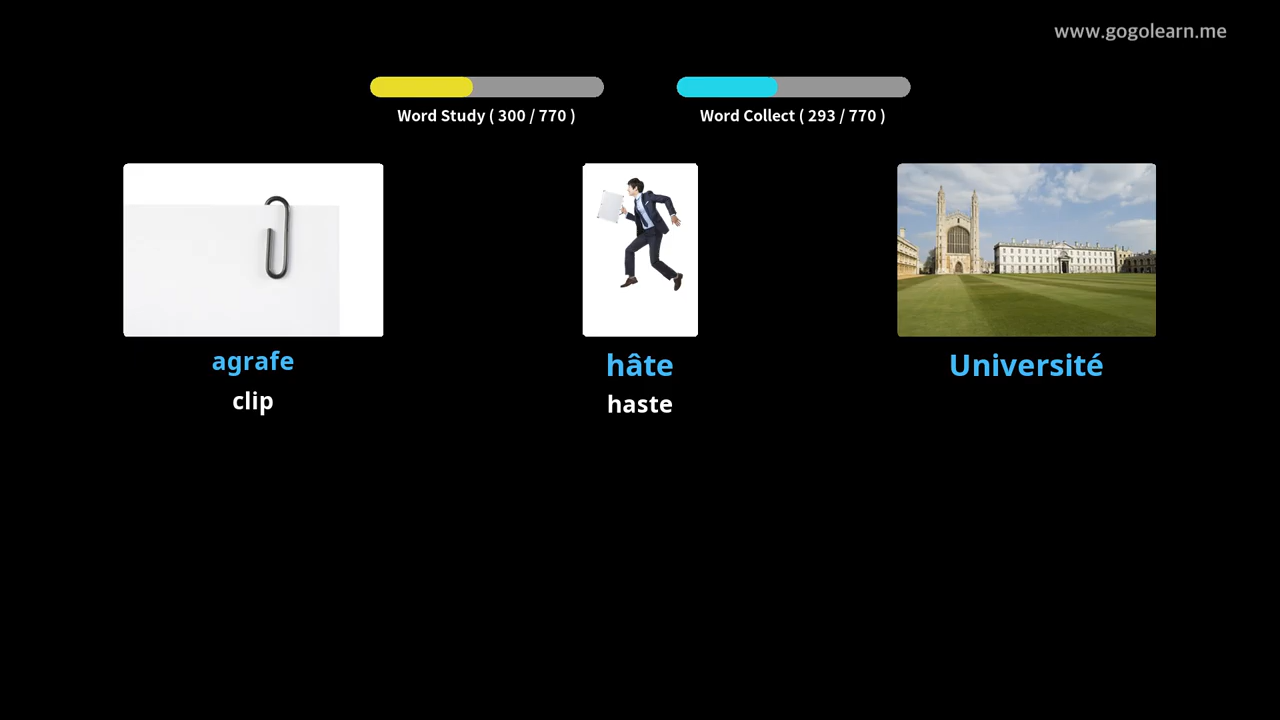 www.gogolearn.me
Word Study ( 300 / 770 )
Word Collect ( 293 / 770 )
agrafe
clip
hâte
haste
Université